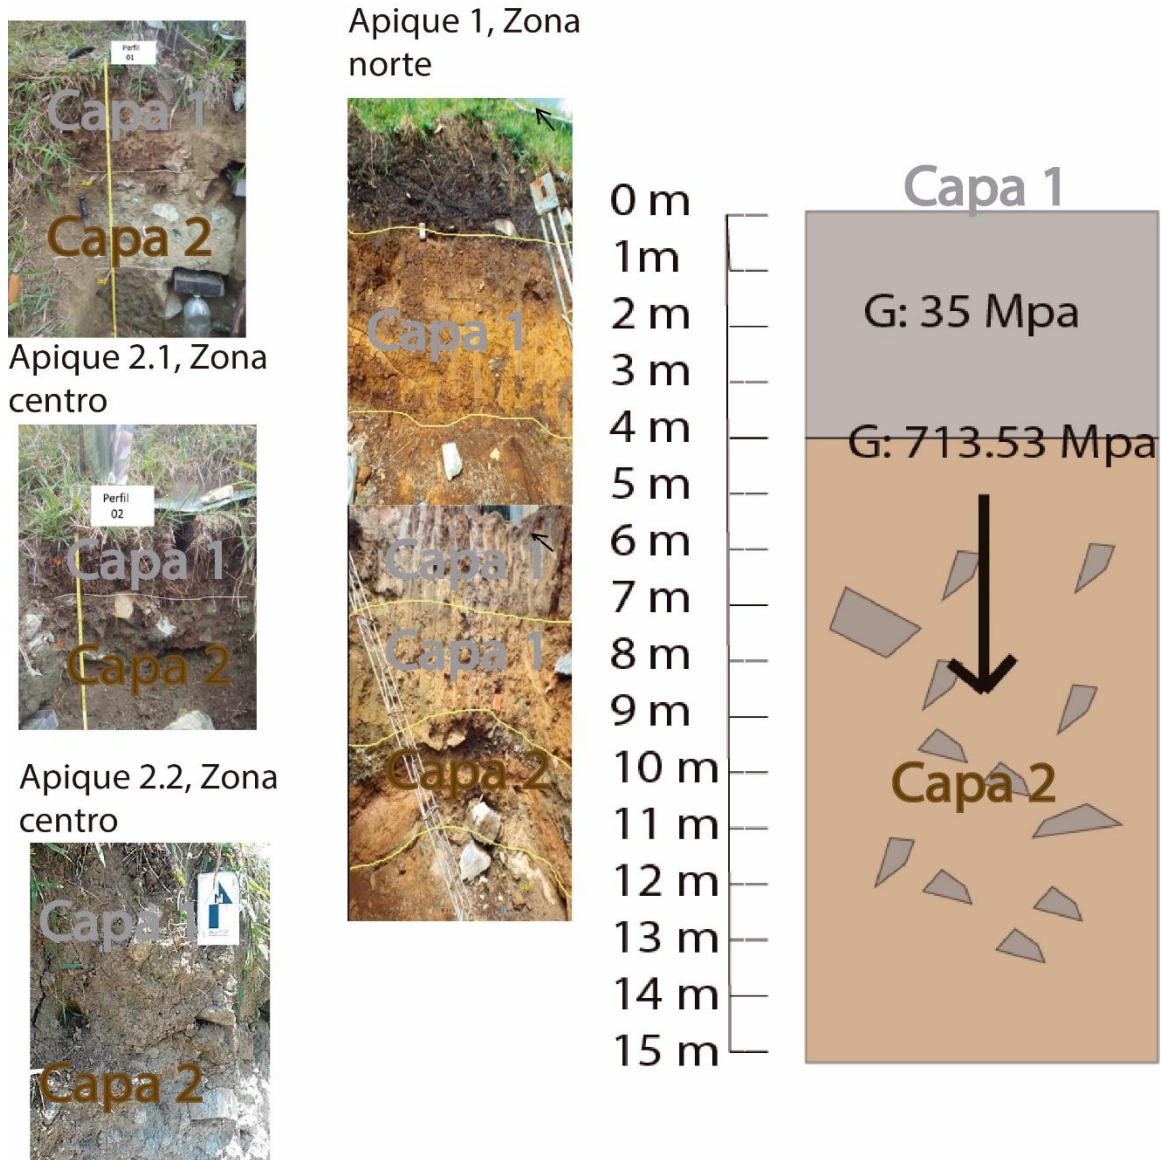 Perfil
01
Capa 1
Capa 2
Apique 2.1, Zona
centro
Perfil
02
Capa 1
Capa 2
Apique 2.2, Zona
centro
N
Capa 1
Capa 2
Apique 1, Zona
norte
Capa 1
Capa 1
Capa 1
Capa 2
0 m
1m
2 m
3 m
4 m
5 m
6 m
7 m
8 m
9 m
10 m
11 m
12 m
13 m
14 m
15 m
Capa 1
G: 35 Mpa
G: 713.53 Mpa
Capa 2